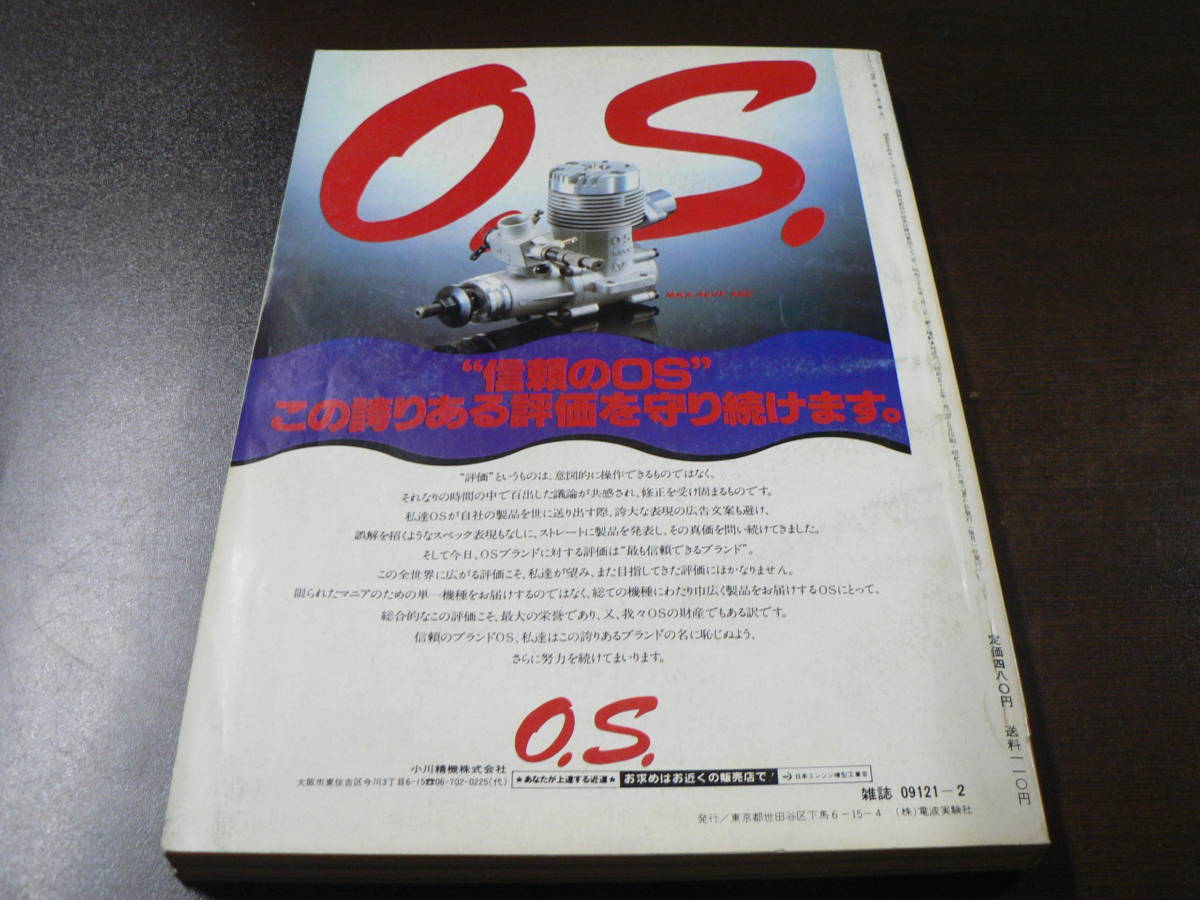 O.S.
O.S.
MAX
“信頼のOS”
この誇りある評価を守り続けます。
“評価”というものは、意図的に操作できるものではなく、
それなりの時間の中で百出した議論が共感され、修正を受け固まるものです。
私達OSが自社の製品を世に送り出す際、誇大な表現の広告文案も避け、
誤解を招くようなスペック表現もなしに、ストレートに製品を発表し、その真価を問い続けてきました。
そして今日、OSブランドに対する評価は“最も信頼できるブランド”。
この全世界に広がる評価こそ、私達が望み、また目指してきた評価にほかなりません。
限られたマニアのための単一機種をお届けするのではなく、総ての機種にわたり巾広く製品をお届けするOSにとって、
総合的なこの評価こそ、最大の栄誉であり、又、我々OSの財産でもある訳です。
信頼のブランドOS、私達はこの誇りあるブランドの名に恥じぬよう、
さらに努力を続けてまいります。
O.S.
小川精機株式会社
大阪市東住吉区今川3丁目6-15☎06-702-0225(代)
★あなたが上達する近道★
お求めはお近くの販売店で!
日本エンジン模型工業会
雑誌 09121-2
発行/東京都世田谷区下馬6-15-4 (株)電波実験社
定価四八〇円 送料一一〇円